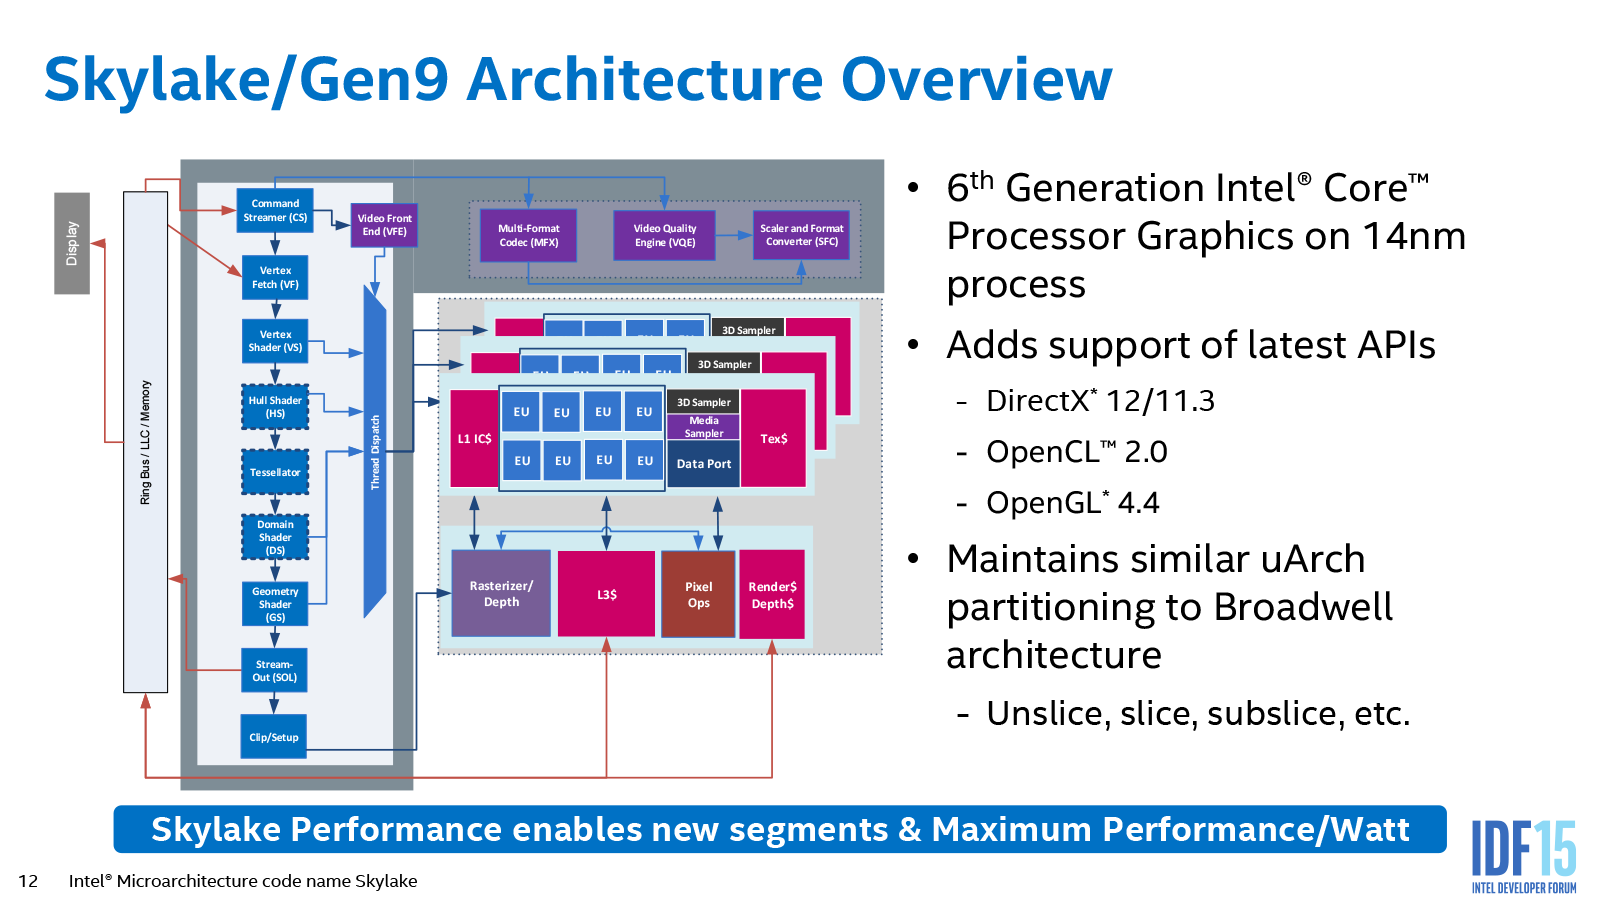 Skylake/Gen9 Architecture Overview
Display
Ring Bus / LLC / Memory
Command
Streamer (CS)
Vertex
Fetch (VF)
Vertex
Shader (VS)
Hull Shader
(HS)
Tessellator
Domain
Shader
(DS)
Geometry
Shader
(GS)
Stream-
Out (SOL)
Clip/Setup
Video Front
End (VFE)
Thread Dispatch
Multi-Format
Codec (MFX)
Video Quality
Engine (VQE)
Scaler and Format
Converter (SFC)
3D Sampler
3D Sampler
L1 IC$
EU EU EU EU
EU EU EU EU
3D Sampler
Media
Sampler
Data Port
Tex$
Rasterizer/
Depth
L3$
Pixel
Ops
Render$
Depth$
• 6th Generation Intel® Core™
Processor Graphics on 14nm
process
• Adds support of latest APIs
- DirectX* 12/11.3
- OpenCL™ 2.0
- OpenGL* 4.4
• Maintains similar uArch
partitioning to Broadwell
architecture
- Unslice, slice, subslice, etc.
Skylake Performance enables new segments & Maximum Performance/Watt
12 Intel® Microarchitecture code name Skylake
IDF15
INTEL DEVELOPER FORUM